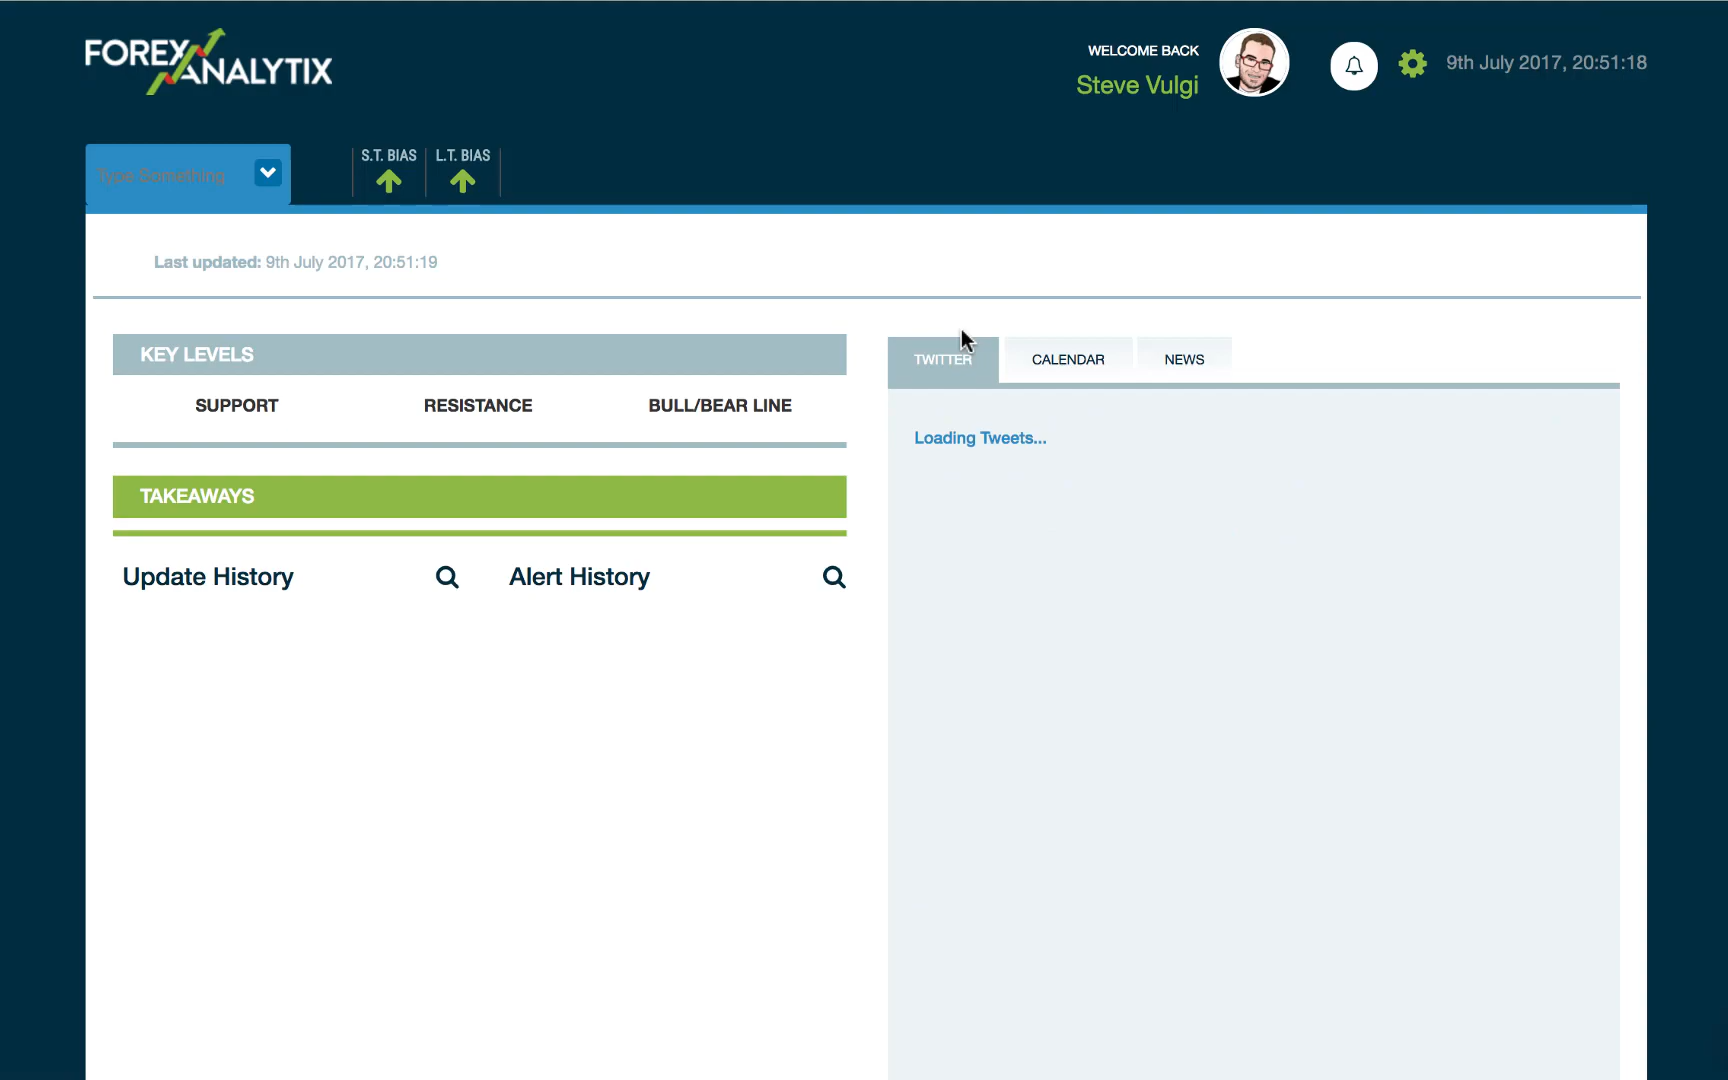 FOREX
ANALYTIX
WELCOME BACK
Steve Vulgi
9th July 2017, 20:51:18
Type Something
S.T. BIAS
L.T. BIAS
Last updated: 9th July 2017, 20:51:19
KEY LEVELS
SUPPORT
RESISTANCE
BULL/BEAR LINE
TAKEAWAYS
Update History
Alert History
TWITTER
CALENDAR
NEWS
Loading Tweets...